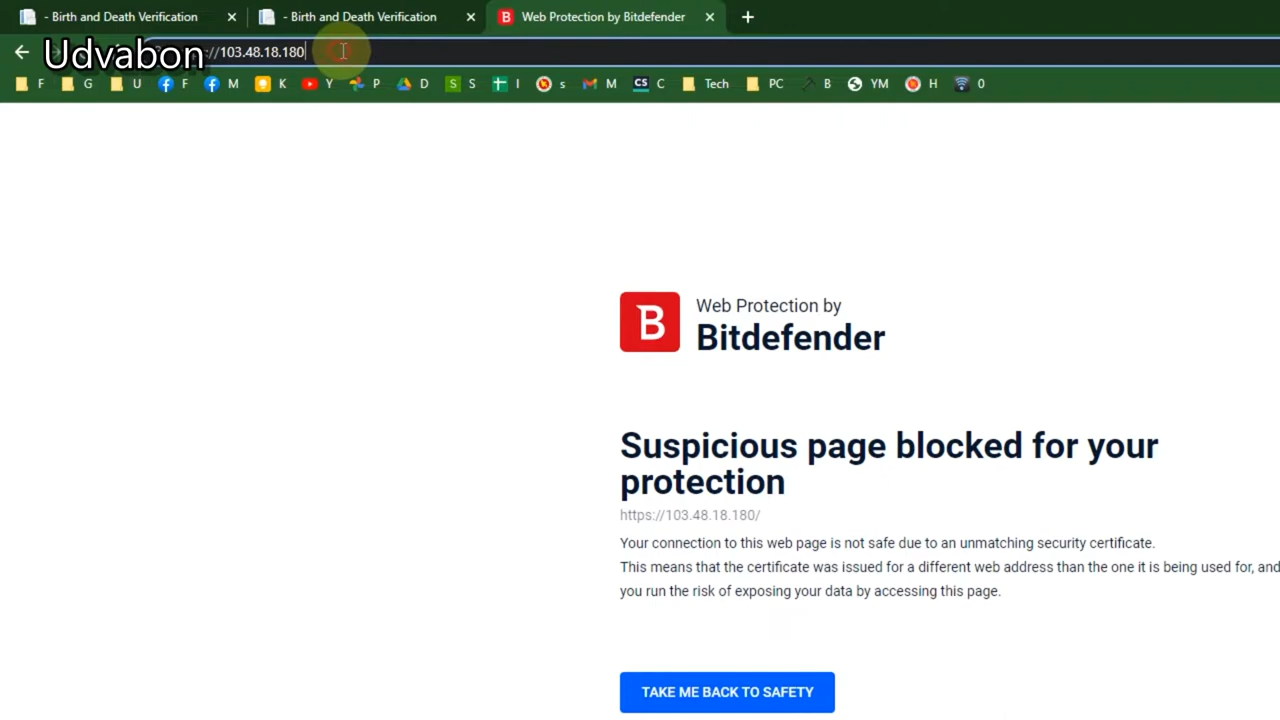 - Birth and Death Verification
- Birth and Death Verification
Web Protection by Bitdefender
Udvabon
://103.48.18.180
F G U F M K Y P D S I s M C Tech PC B YM H 0
Web Protection by
Bitdefender
Suspicious page blocked for your
protection
https://103.48.18.180/
Your connection to this web page is not safe due to an unmatching security certificate.
This means that the certificate was issued for a different web address than the one it is being used for, and
you run the risk of exposing your data by accessing this page.
TAKE ME BACK TO SAFETY